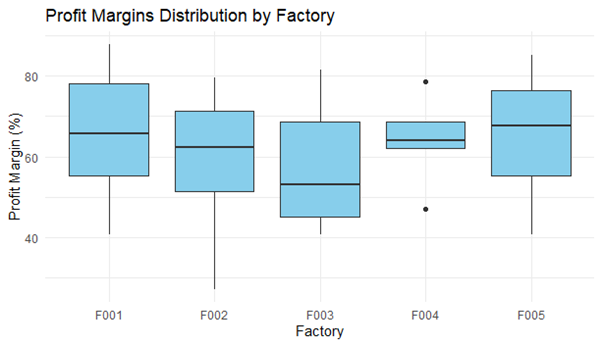 Profit Margins Distribution by Factory
Profit Margin (%)
80
60
40
F001 F002 F003 F004 F005
Factory